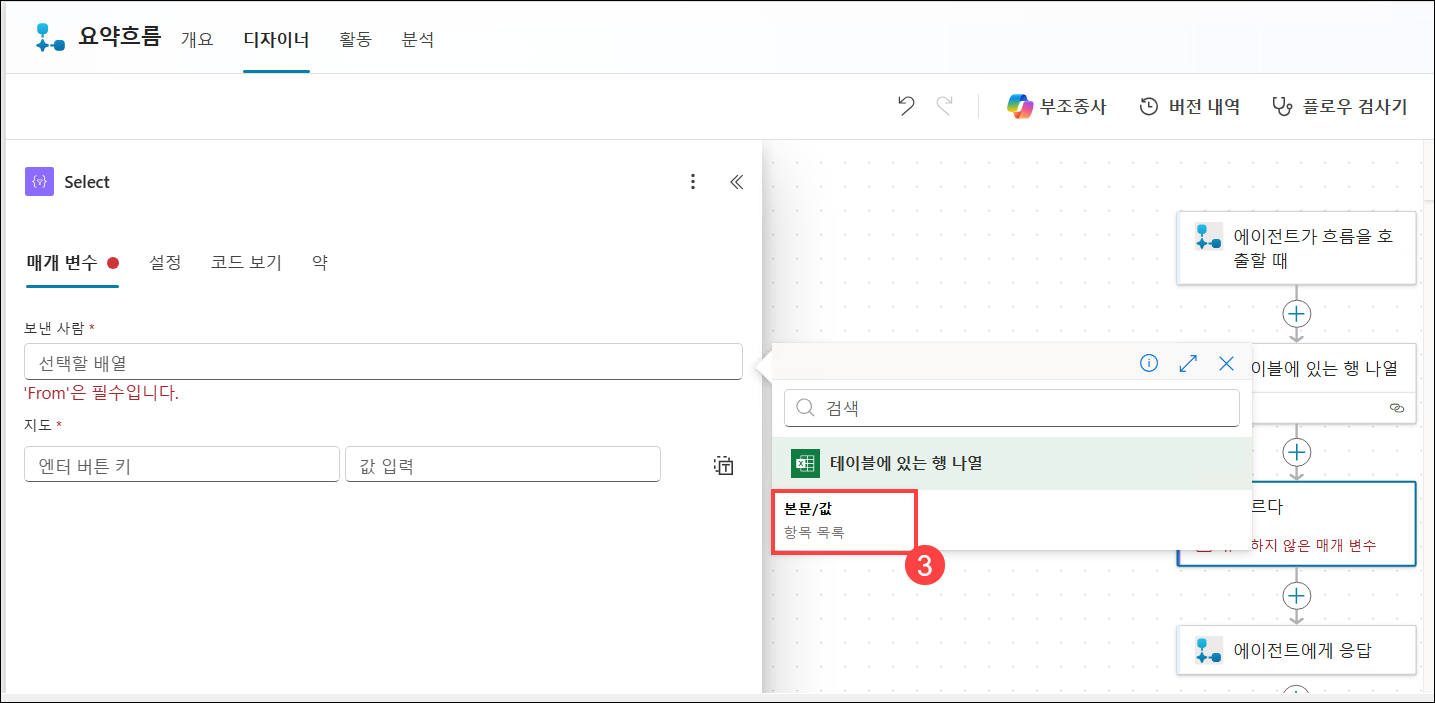 요약흐름 개요 디자이너 활동 분석
부조종사 버전 내역 플로우 검사기
Select
매개 변수 설정 코드 보기 약
보낸 사람 *
선택할 배열
'From'은 필수입니다.
지도 *
엔터 버튼 키 값 입력
검색
테이블에 있는 행 나열
본문/값
항목 목록
3
에이전트가 흐름을 호
출할 때
이블에 있는 행 나열
르다
하지 않은 매개 변수
에이전트에게 응답